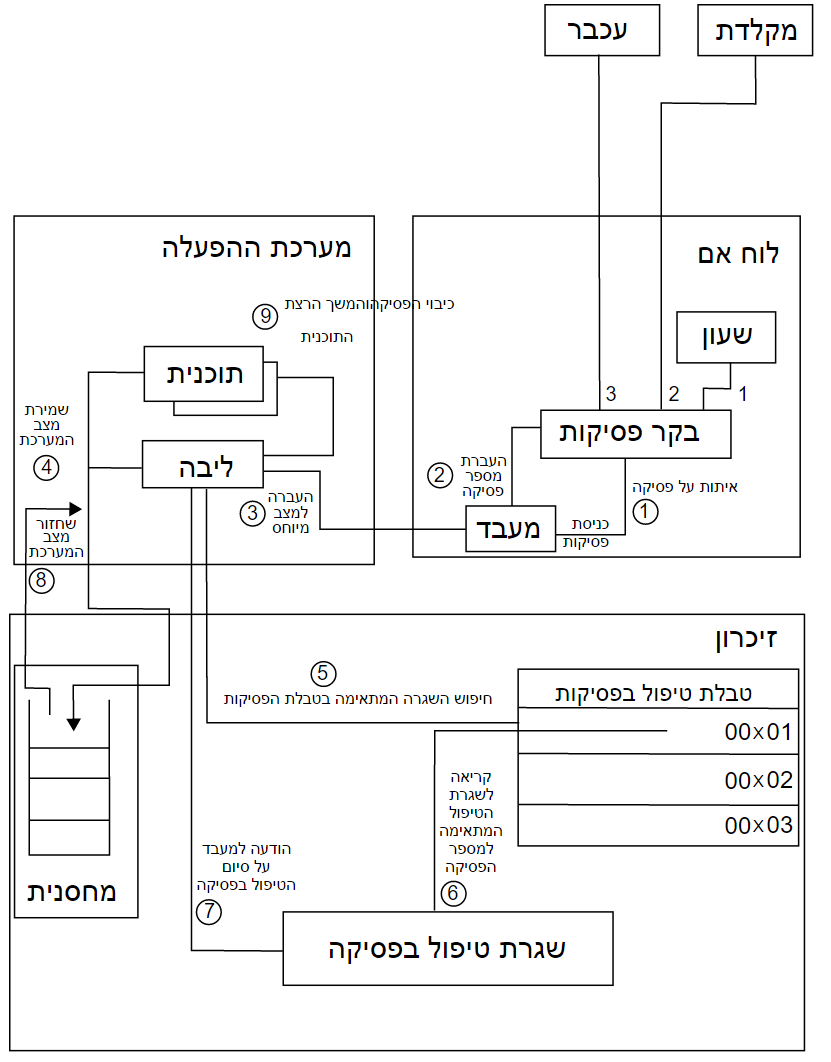 מקלדת
עכבר
לוח אם
שעון
1
2
3
בקר פסיקות
איתות על פסיקה
1
העברת
מספר
פסיקה
2
מעבד
כניסת
פסיקות
מערכת ההפעלה
כיבוי הפסיקהוהמשך הרצת
התוכנית
9
תוכנית
ליבה
העברה
למצב
מיוחס
3
שמירת
מצב
המערכת
4
שחזור
מצב
המערכת
8
זיכרון
5
חיפוש השגרה המתאימה בטבלת הפסיקות
טבלת טיפול בפסיקות
00x01
00x02
00x03
קריאה
לשגרת
הטיפול
המתאימה
למספר
הפסיקה
6
הודעה למעבד
על סיום
הטיפול בפסיקה
7
מחסנית
שגרת טיפול בפסיקה